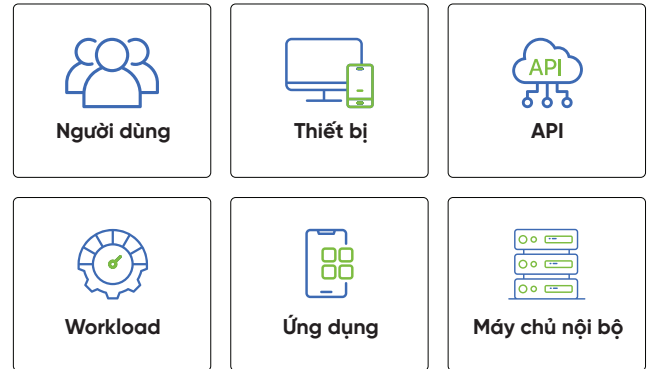 Người dùng
Thiết bị
API
API
Workload
Ứng dụng
Máy chủ nội bộ